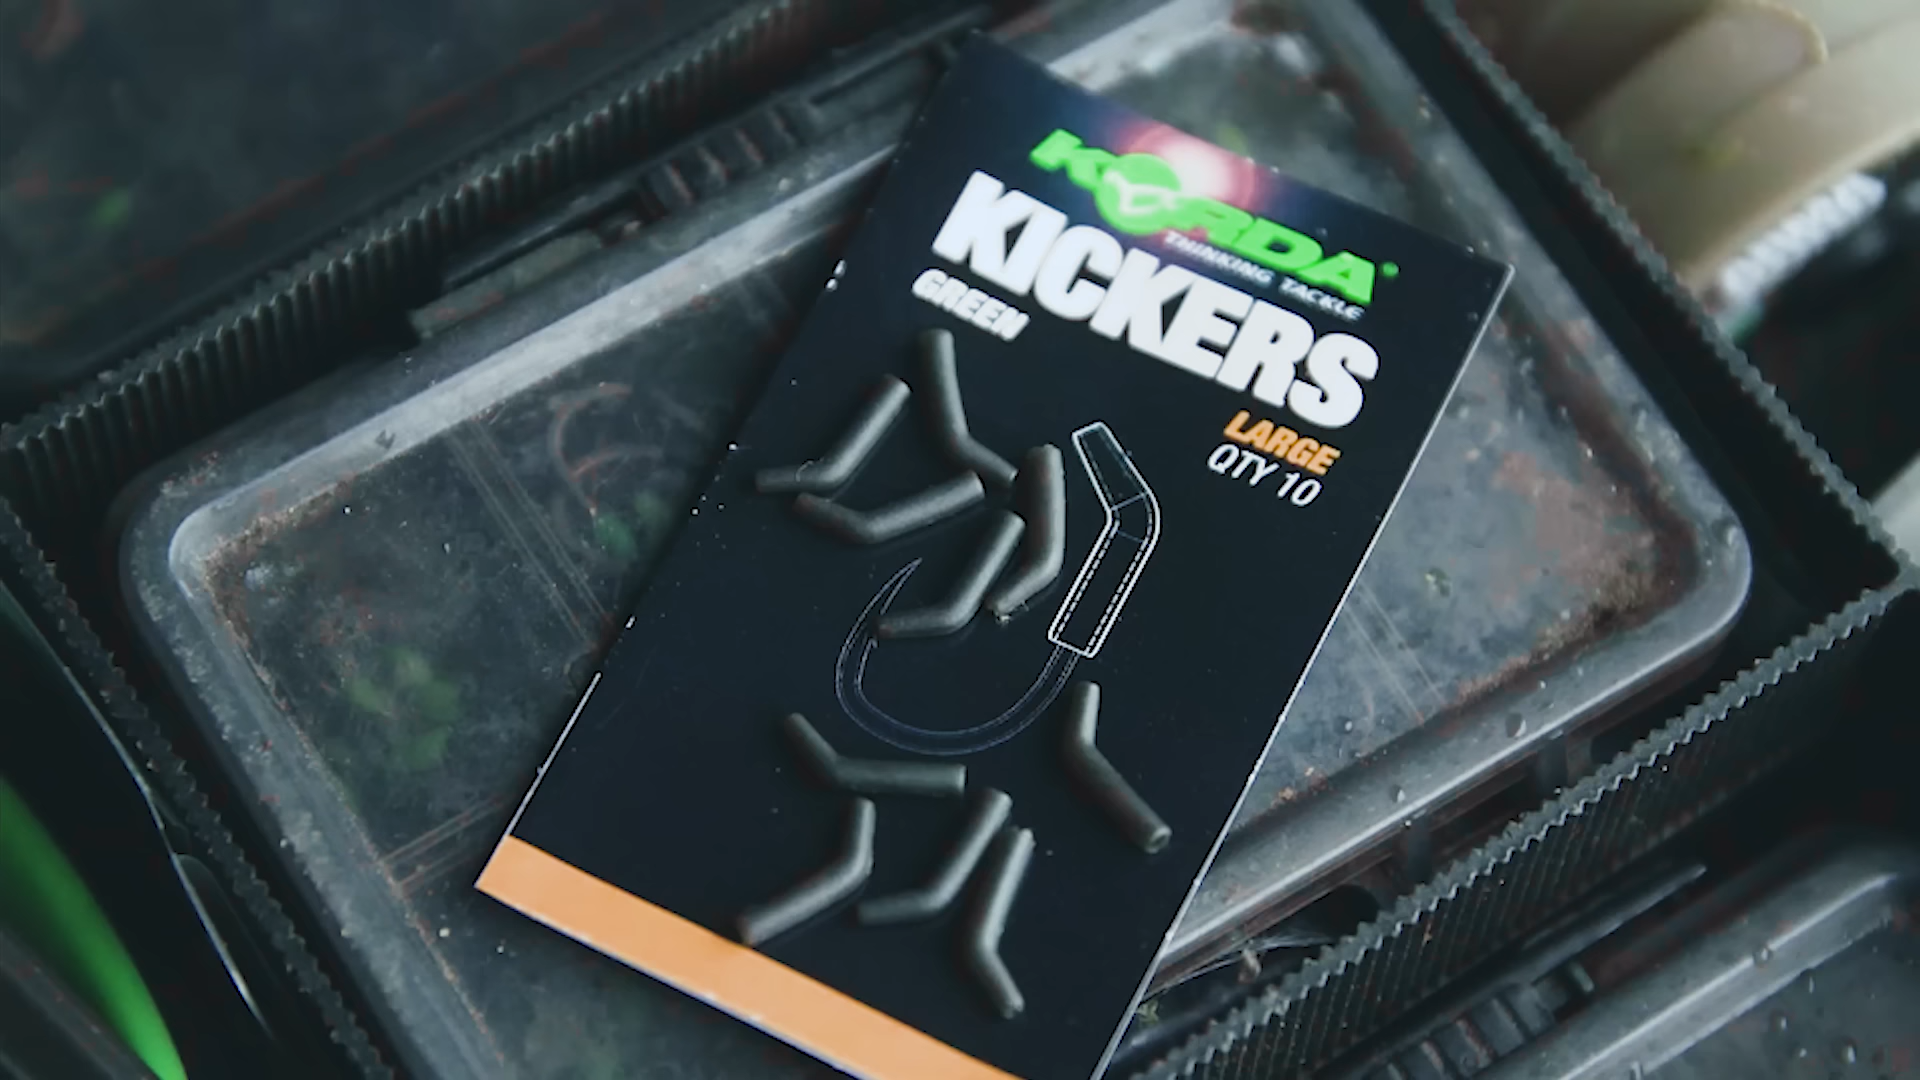 KORDA
THINKING TACKLE
KICKERS
GREEN
LARGE
QTY 10